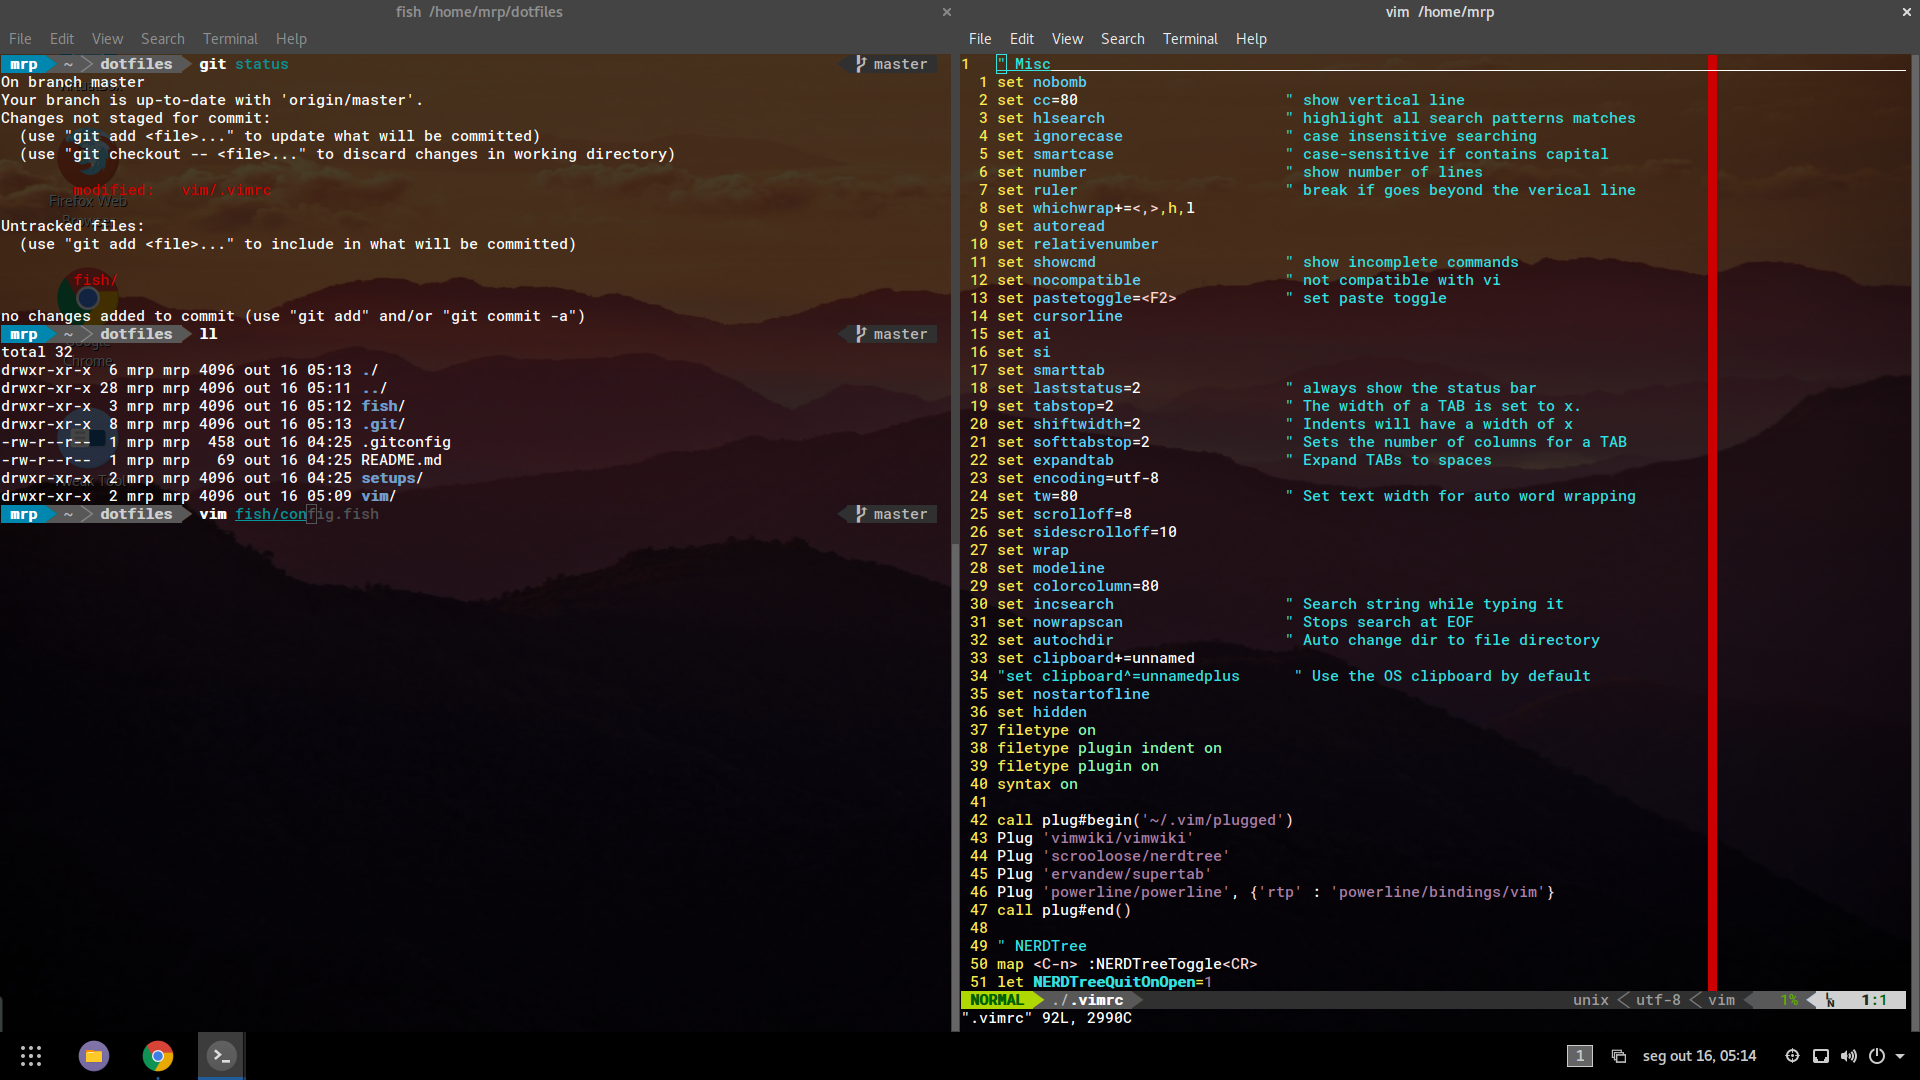 fish  /home/mrp/dotfiles
File Edit View Search Terminal Help
mrp ~ dotfiles git status master
On branch master
Your branch is up-to-date with 'origin/master'.
Changes not staged for commit:
  (use "git add <file>..." to update what will be committed)
  (use "git checkout -- <file>..." to discard changes in working directory)
modified:   vim/.vimrc
Firefox Web
Untracked files:
  (use "git add <file>..." to include in what will be committed)
fish/
no changes added to commit (use "git add" and/or "git commit -a")
mrp ~ dotfiles ll master
total 32
Chrome
drwxr-xr-x  6 mrp mrp 4096 out 16 05:13 ./
drwxr-xr-x 28 mrp mrp 4096 out 16 05:11 ../
drwxr-xr-x  3 mrp mrp 4096 out 16 05:12 fish/
drwxr-xr-x  8 mrp mrp 4096 out 16 05:13 .git/
-rw-r--r--  1 mrp mrp  458 out 16 04:25 .gitconfig
-rw-r--r--  1 mrp mrp   69 out 16 04:25 README.md
drwxr-xr-x  2 mrp mrp 4096 out 16 04:25 setups/
drwxr-xr-x  2 mrp mrp 4096 out 16 05:09 vim/
mrp ~ dotfiles vim fish/config.fish master
vim  /home/mrp
File Edit View Search Terminal Help
1   " Misc
  1 set nobomb
  2 set cc=80                       " show vertical line
  3 set hlsearch                    " highlight all search patterns matches
  4 set ignorecase                  " case insensitive searching
  5 set smartcase                   " case-sensitive if contains capital
  6 set number                      " show number of lines
  7 set ruler                       " break if goes beyond the verical line
  8 set whichwrap+=<,>,h,l
  9 set autoread
 10 set relativenumber
 11 set showcmd                     " show incomplete commands
 12 set nocompatible                " not compatible with vi
 13 set pastetoggle=<F2>            " set paste toggle
 14 set cursorline
 15 set ai
 16 set si
 17 set smarttab
 18 set laststatus=2                " always show the status bar
 19 set tabstop=2                   " The width of a TAB is set to x.
 20 set shiftwidth=2                " Indents will have a width of x
 21 set softtabstop=2               " Sets the number of columns for a TAB
 22 set expandtab                   " Expand TABs to spaces
 23 set encoding=utf-8
 24 set tw=80                       " Set text width for auto word wrapping
 25 set scrolloff=8
 26 set sidescrolloff=10
 27 set wrap
 28 set modeline
 29 set colorcolumn=80
 30 set incsearch                   " Search string while typing it
 31 set nowrapscan                  " Stops search at EOF
 32 set autochdir                   " Auto change dir to file directory
 33 set clipboard+=unnamed
 34 "set clipboard^=unnamedplus      " Use the OS clipboard by default
 35 set nostartofline
 36 set hidden
 37 filetype on
 38 filetype plugin indent on
 39 filetype plugin on
 40 syntax on
 41
 42 call plug#begin('~/.vim/plugged')
 43 Plug 'vimwiki/vimwiki'
 44 Plug 'scrooloose/nerdtree'
 45 Plug 'ervandew/supertab'
 46 Plug 'powerline/powerline', {'rtp' : 'powerline/bindings/vim'}
 47 call plug#end()
 48
 49 " NERDTree
 50 map <C-n> :NERDTreeToggle<CR>
 51 let NERDTreeQuitOnOpen=1
NORMAL ./.vimrc unix utf-8 vim 1% LN 1:1
".vimrc" 92L, 2990C
1 seg out 16, 05:14